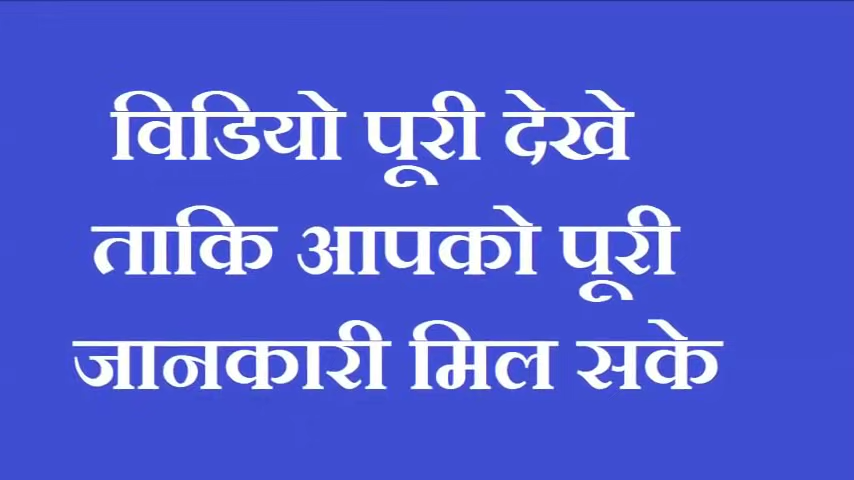 विडियो पूरी देखे
ताकि आपको पूरी
जानकारी मिल सके